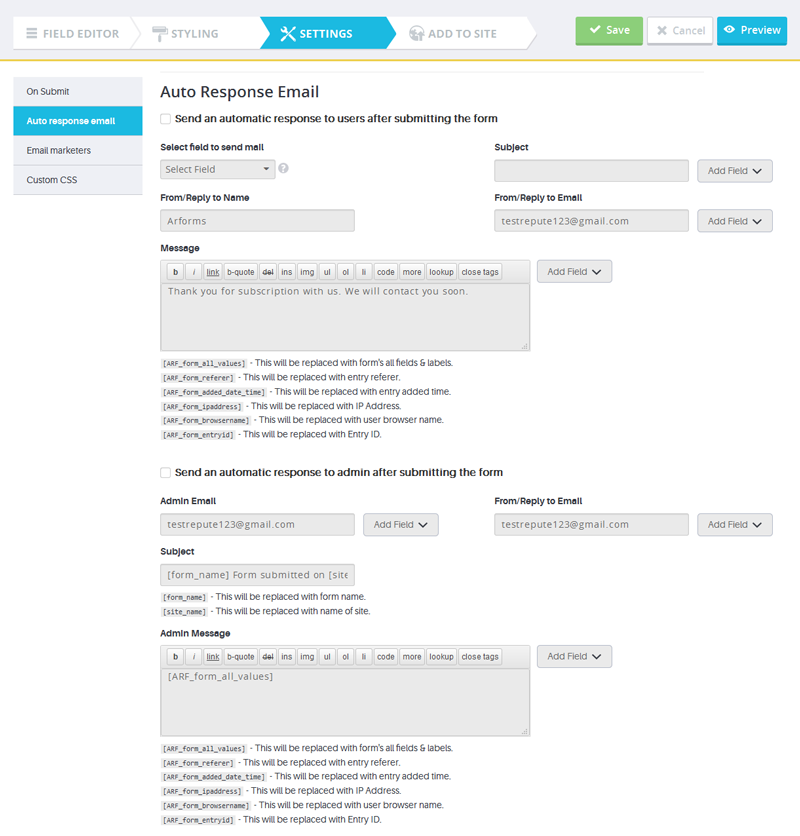 FIELD EDITOR STYLING SETTINGS ADD TO SITE Save Cancel Preview
On Submit
Auto response email
Email marketers
Custom CSS
Auto Response Email
Send an automatic response to users after submitting the form
Select field to send mail Subject
Select Field ? Add Field
From/Reply to Name From/Reply to Email
Arforms testrepute123@gmail.com Add Field
Message
b i link b-quote del ins img ul ol li code more lookup close tags Add Field
Thank you for subscription with us. We will contact you soon.
[ARF_form_all_values] - This will be replaced with form's all fields & labels.
[ARF_form_referer] - This will be replaced with entry referer.
[ARF_form_added_date_time] - This will be replaced with entry added time.
[ARF_form_ipaddress] - This will be replaced with IP Address.
[ARF_form_browsername] - This will be replaced with user browser name.
[ARF_form_entryid] - This will be replaced with Entry ID.
Send an automatic response to admin after submitting the form
Admin Email From/Reply to Email
testrepute123@gmail.com Add Field testrepute123@gmail.com Add Field
Subject
[form_name] Form submitted on [site
[form_name] - This will be replaced with form name.
[site_name] - This will be replaced with name of site.
Admin Message
b i link b-quote del ins img ul ol li code more lookup close tags Add Field
[ARF_form_all_values]
[ARF_form_all_values] - This will be replaced with form's all fields & labels.
[ARF_form_referer] - This will be replaced with entry referer.
[ARF_form_added_date_time] - This will be replaced with entry added time.
[ARF_form_ipaddress] - This will be replaced with IP Address.
[ARF_form_browsername] - This will be replaced with user browser name.
[ARF_form_entryid] - This will be replaced with Entry ID.